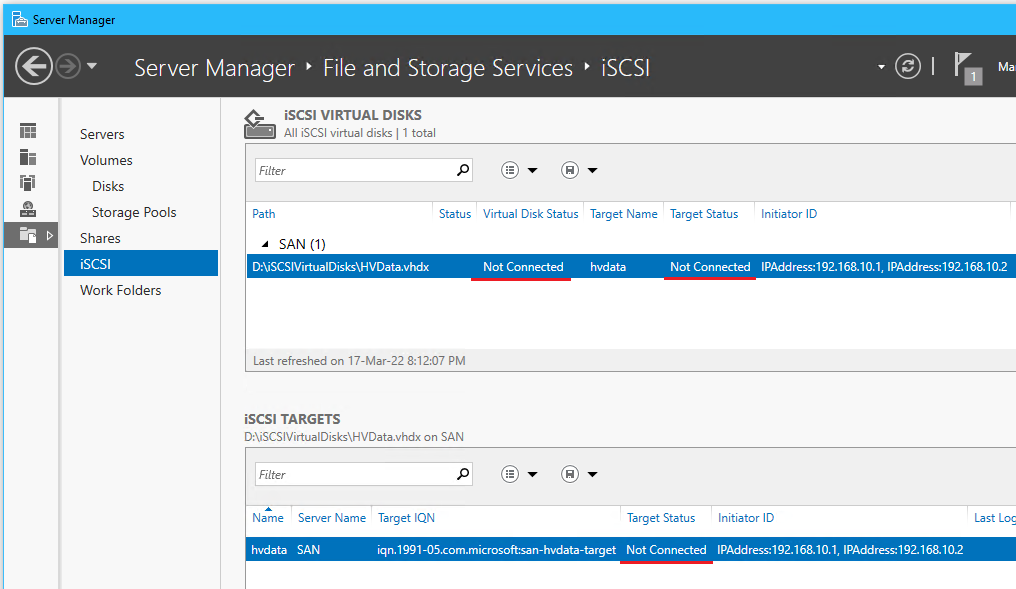 Server Manager
Server Manager ‣ File and Storage Services ‣ iSCSI
1
Servers
Volumes
Disks
Storage Pools
Shares
iSCSI
Work Folders
iSCSI VIRTUAL DISKS
All iSCSI virtual disks | 1 total
Filter
Path Status Virtual Disk Status Target Name Target Status Initiator ID
SAN (1)
D:\iSCSIVirtualDisks\HVData.vhdx Not Connected hvdata Not Connected IPAddress:192.168.10.1, IPAddress:192.168.10.2
Last refreshed on 17-Mar-22 8:12:07 PM
iSCSI TARGETS
D:\iSCSIVirtualDisks\HVData.vhdx on SAN
Filter
Name Server Name Target IQN Target Status Initiator ID Last Log
hvdata SAN iqn.1991-05.com.microsoft:san-hvdata-target Not Connected IPAddress:192.168.10.1, IPAddress:192.168.10.2